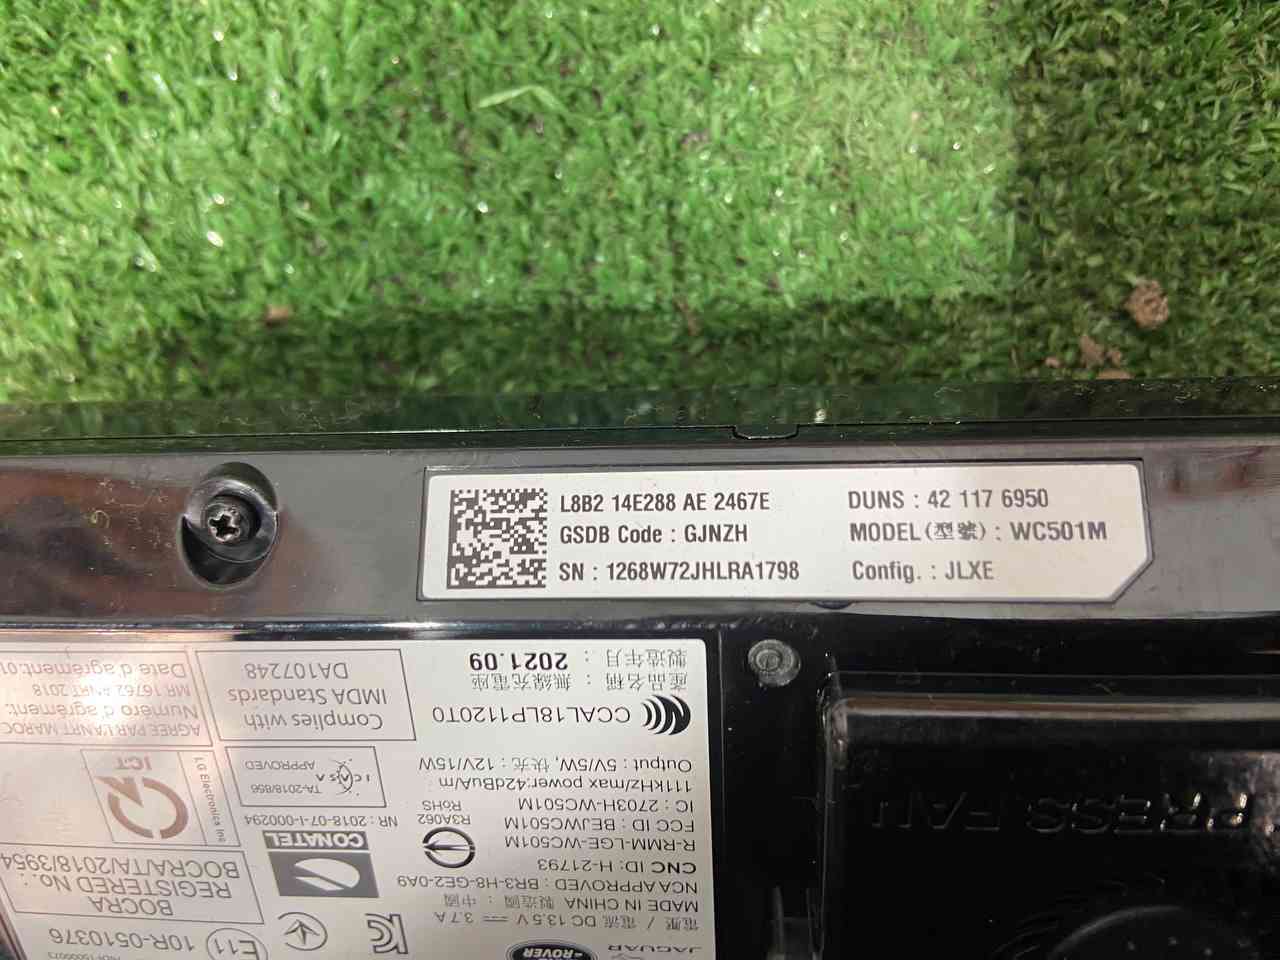 L8B2 14E288 AE 2467E
GSDB Code : GJNZH
SN : 1268W72JHLRA1798
DUNS : 42 117 6950
MODEL(型號) : WC501M
Config. : JLXE
JAGUAR
ROVER
電壓 / 電流 DC 13.5V ⎓ 3.7 A
MADE IN CHINA 製造國 : 中國
NCA APPROVED : BR3-H8-GE2-0A9
CNC ID: H-21793
R-RMM-LGE-WC501M
FCC ID : BEJWC501M
IC : 2703H-WC501M
111kHz/max power:42dBuA/m
Output : 5V/5W, 快充 : 12V/15W
CCAL18LP1120T0
產品名稱 : 無線充電座
製造年月 : 2021.09
E11
10R-0510376
BOCRA
REGISTERED No.:
BOCRA/TA/2018/3954
CONATEL
NR : 2018-07-I-000294
R3A062
RoHS
ICASA
TA-2018/856
APPROVED
LG Electronics Inc
ICT
Complies with
IMDA Standards
DA107248
AGREE PAR L'ANRT MAROC
Numéro d'agrément:
MR 16762 ANRT 2018
Date d'agrément:01
PRESS FAN